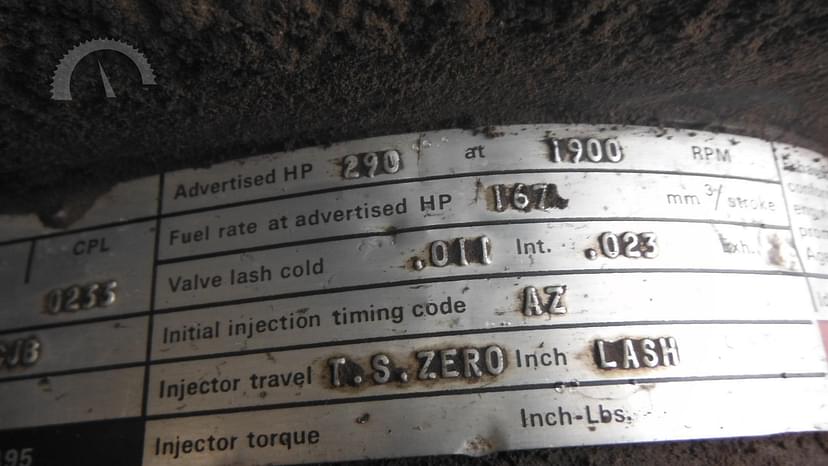 Advertised HP 290 at 1900 RPM
Fuel rate at advertised HP 167 mm3/stroke
CPL
Valve lash cold .011 Int. .023 Exh.
Initial injection timing code AZ
Injector travel T.S.ZERO Inch LASH
Injector torque Inch-Lbs.